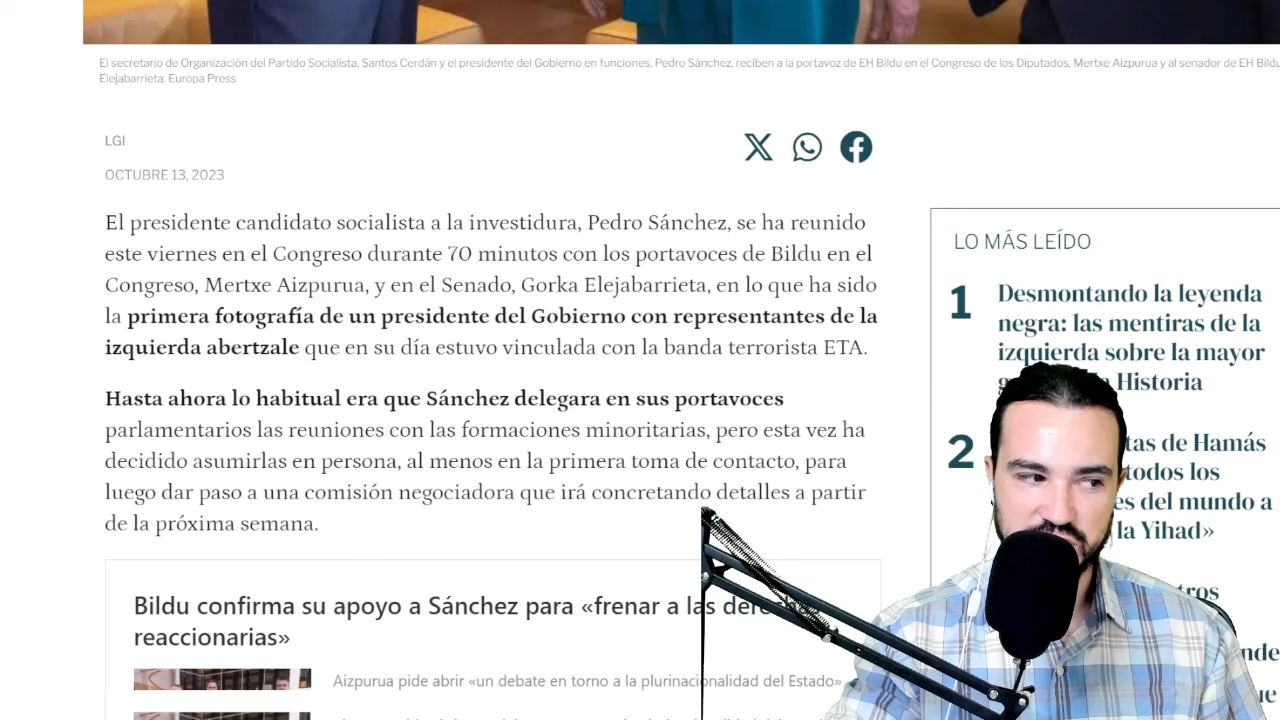 El secretario de Organización del Partido Socialista, Santos Cerdán y el presidente del Gobierno en funciones, Pedro Sánchez, reciben a la portavoz de EH Bildu en el Congreso de los Diputados, Mertxe Aizpurua y al senador de EH Bildu
Elejabarrieta. Europa Press
LGI
OCTUBRE 13, 2023
El presidente candidato socialista a la investidura, Pedro Sánchez, se ha reunido
este viernes en el Congreso durante 70 minutos con los portavoces de Bildu en el
Congreso, Mertxe Aizpurua, y en el Senado, Gorka Elejabarrieta, en lo que ha sido
la primera fotografía de un presidente del Gobierno con representantes de la
izquierda abertzale que en su día estuvo vinculada con la banda terrorista ETA.
Hasta ahora lo habitual era que Sánchez delegara en sus portavoces
parlamentarios las reuniones con las formaciones minoritarias, pero esta vez ha
decidido asumirlas en persona, al menos en la primera toma de contacto, para
luego dar paso a una comisión negociadora que irá concretando detalles a partir
de la próxima semana.
Bildu confirma su apoyo a Sánchez para «frenar a las
reaccionarias»
Aizpurua pide abrir «un debate en torno a la plurinacionalidad del Estado»
LO MÁS LEÍDO
1
Desmontando la leyenda
negra: las mentiras de la
izquierda sobre la mayor
Historia
2
de Hamás
todos los
del mundo a
la Yihad»